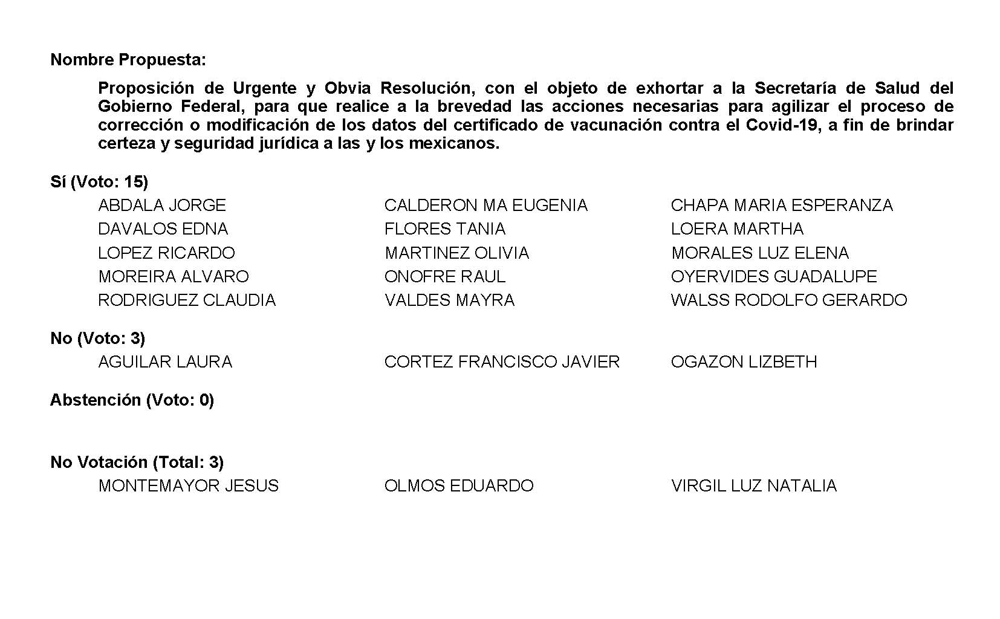 Nombre Propuesta:
Proposición de Urgente y Obvia Resolución, con el objeto de exhortar a la Secretaría de Salud del
Gobierno Federal, para que realice a la brevedad las acciones necesarias para agilizar el proceso de
corrección o modificación de los datos del certificado de vacunación contra el Covid-19, a fin de brindar
certeza y seguridad jurídica a las y los mexicanos.
Sí (Voto: 15)
ABDALA JORGE CALDERON MA EUGENIA CHAPA MARIA ESPERANZA
DAVALOS EDNA FLORES TANIA LOERA MARTHA
LOPEZ RICARDO MARTINEZ OLIVIA MORALES LUZ ELENA
MOREIRA ALVARO ONOFRE RAUL OYERVIDES GUADALUPE
RODRIGUEZ CLAUDIA VALDES MAYRA WALSS RODOLFO GERARDO
No (Voto: 3)
AGUILAR LAURA CORTEZ FRANCISCO JAVIER OGAZON LIZBETH
Abstención (Voto: 0)
No Votación (Total: 3)
MONTEMAYOR JESUS OLMOS EDUARDO VIRGIL LUZ NATALIA